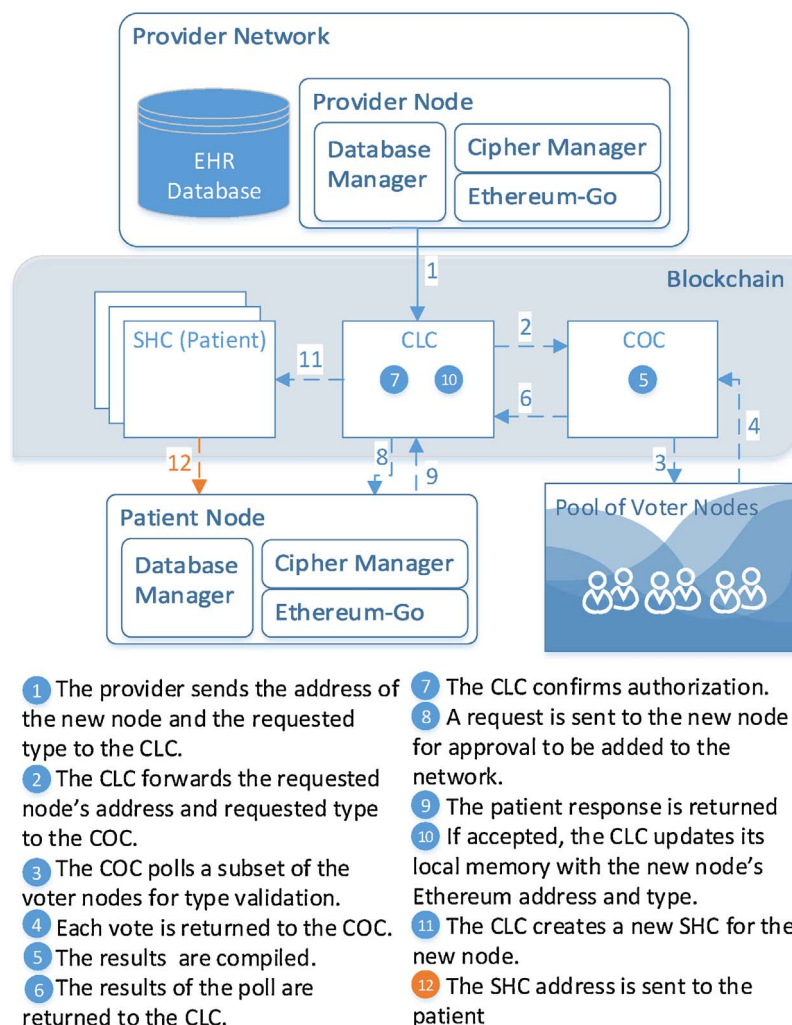 Provider Network
Provider Node
EHR
Database
Database
Manager
Cipher Manager
Ethereum-Go
1
Blockchain
SHC (Patient)
11
CLC
7
10
2
6
COC
5
4
12
8
9
3
Patient Node
Database
Manager
Cipher Manager
Ethereum-Go
Pool of Voter Nodes
1 The provider sends the address of
the new node and the requested
type to the CLC.
2 The CLC forwards the requested
node's address and requested type
to the COC.
3 The COC polls a subset of the
voter nodes for type validation.
4 Each vote is returned to the COC.
5 The results are compiled.
6 The results of the poll are
returned to the CLC.
7 The CLC confirms authorization.
8 A request is sent to the new node
for approval to be added to the
network.
9 The patient response is returned
10 If accepted, the CLC updates its
local memory with the new node's
Ethereum address and type.
11 The CLC creates a new SHC for the
new node.
12 The SHC address is sent to the
patient